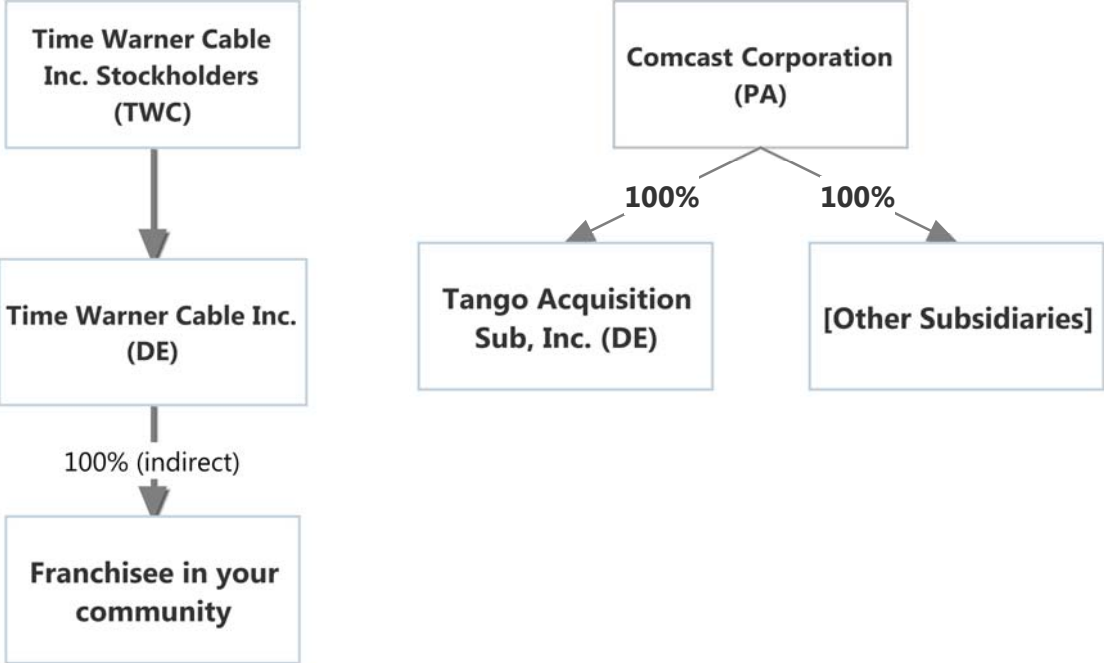 Time Warner Cable
Inc. Stockholders
(TWC)
Time Warner Cable Inc.
(DE)
100% (indirect)
Franchisee in your
community
Comcast Corporation
(PA)
100%
100%
Tango Acquisition
Sub, Inc. (DE)
[Other Subsidiaries]